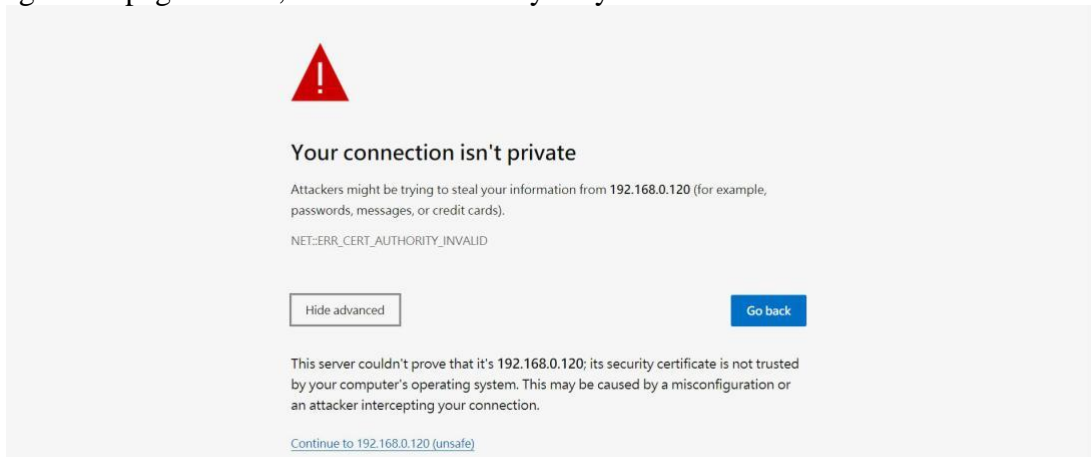 !
Your connection isn't private
Attackers might be trying to steal your information from 192.168.0.120 (for example,
passwords, messages, or credit cards).
NET::ERR_CERT_AUTHORITY_INVALID
Hide advanced
Go back
This server couldn't prove that it's 192.168.0.120; its security certificate is not trusted
by your computer's operating system. This may be caused by a misconfiguration or
an attacker intercepting your connection.
Continue to 192.168.0.120 (unsafe)